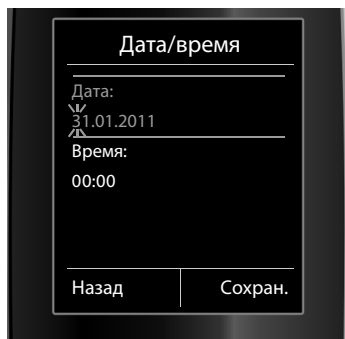 Дата/время
Дата:
31.01.2011
Время:
00:00
Назад Сохран.